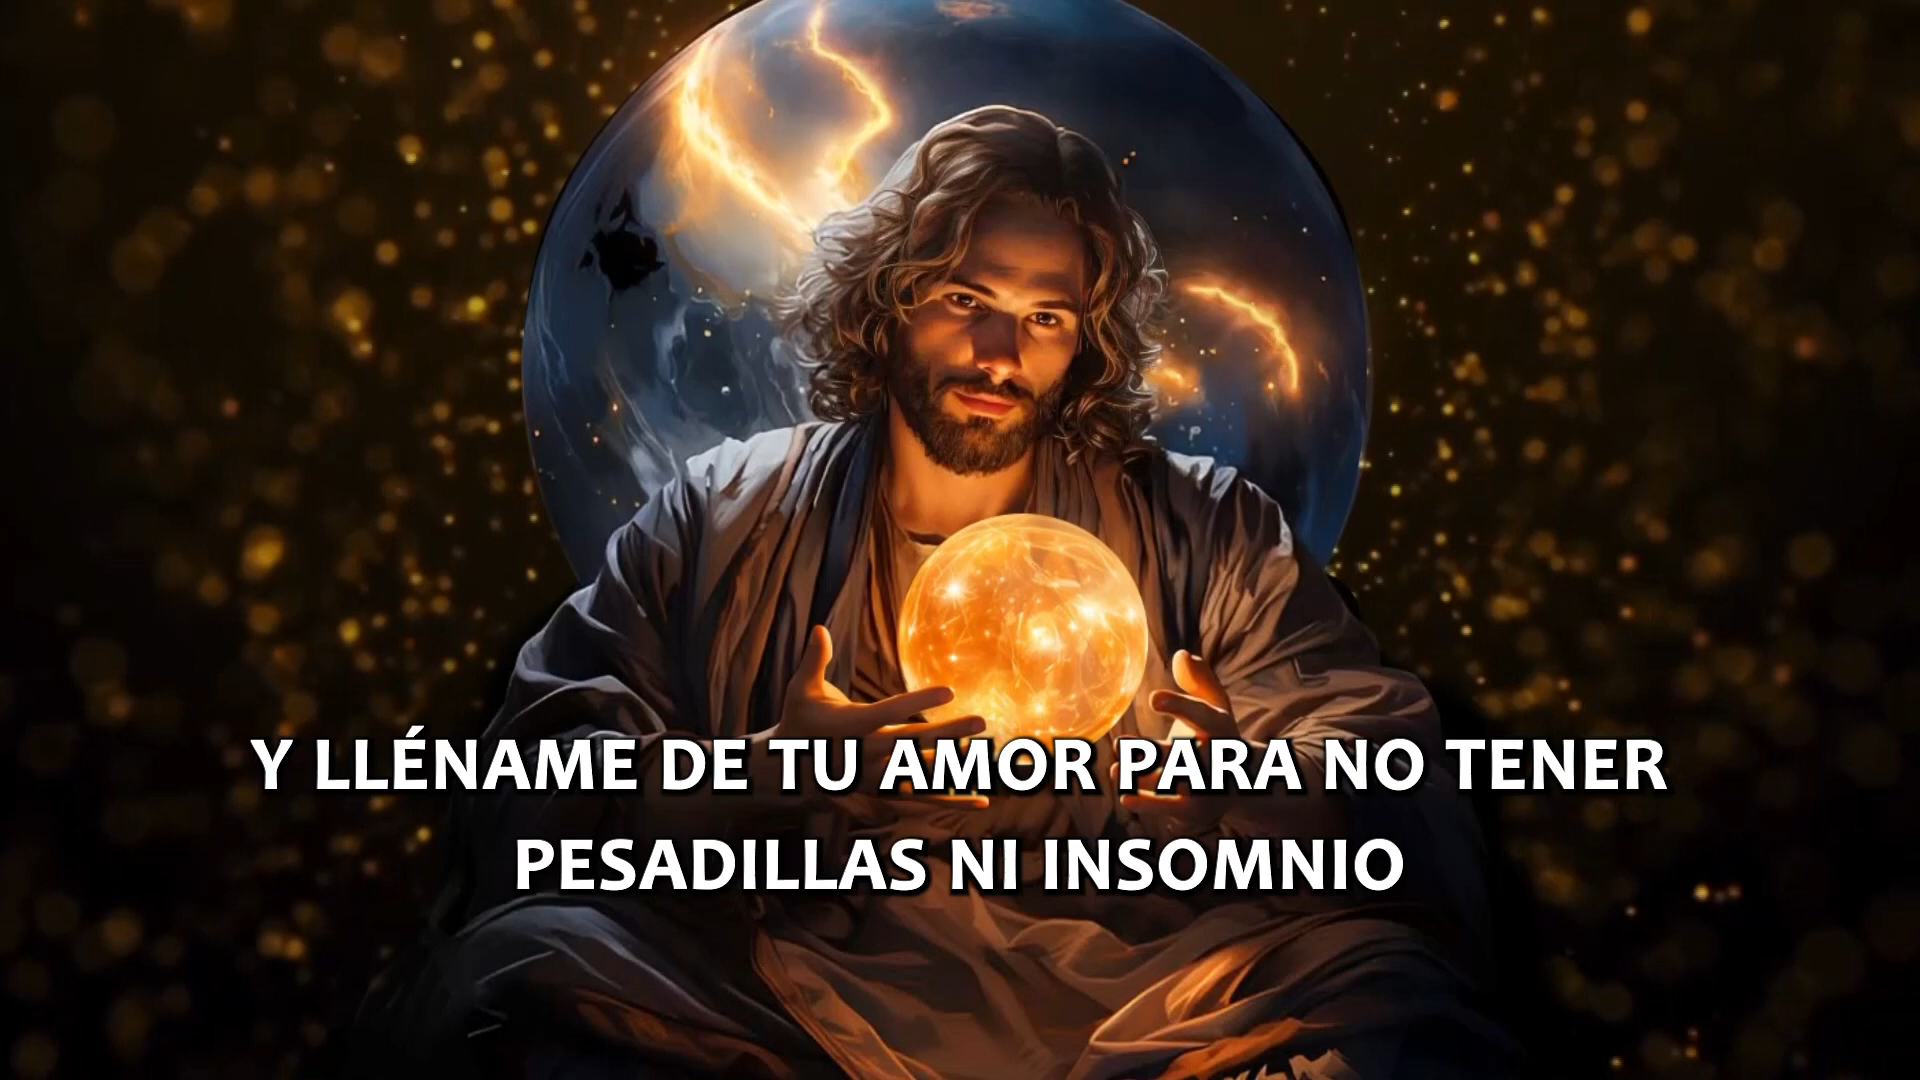 Y LLÉNAME DE TU AMOR PARA NO TENER
PESADILLAS NI INSOMNIO